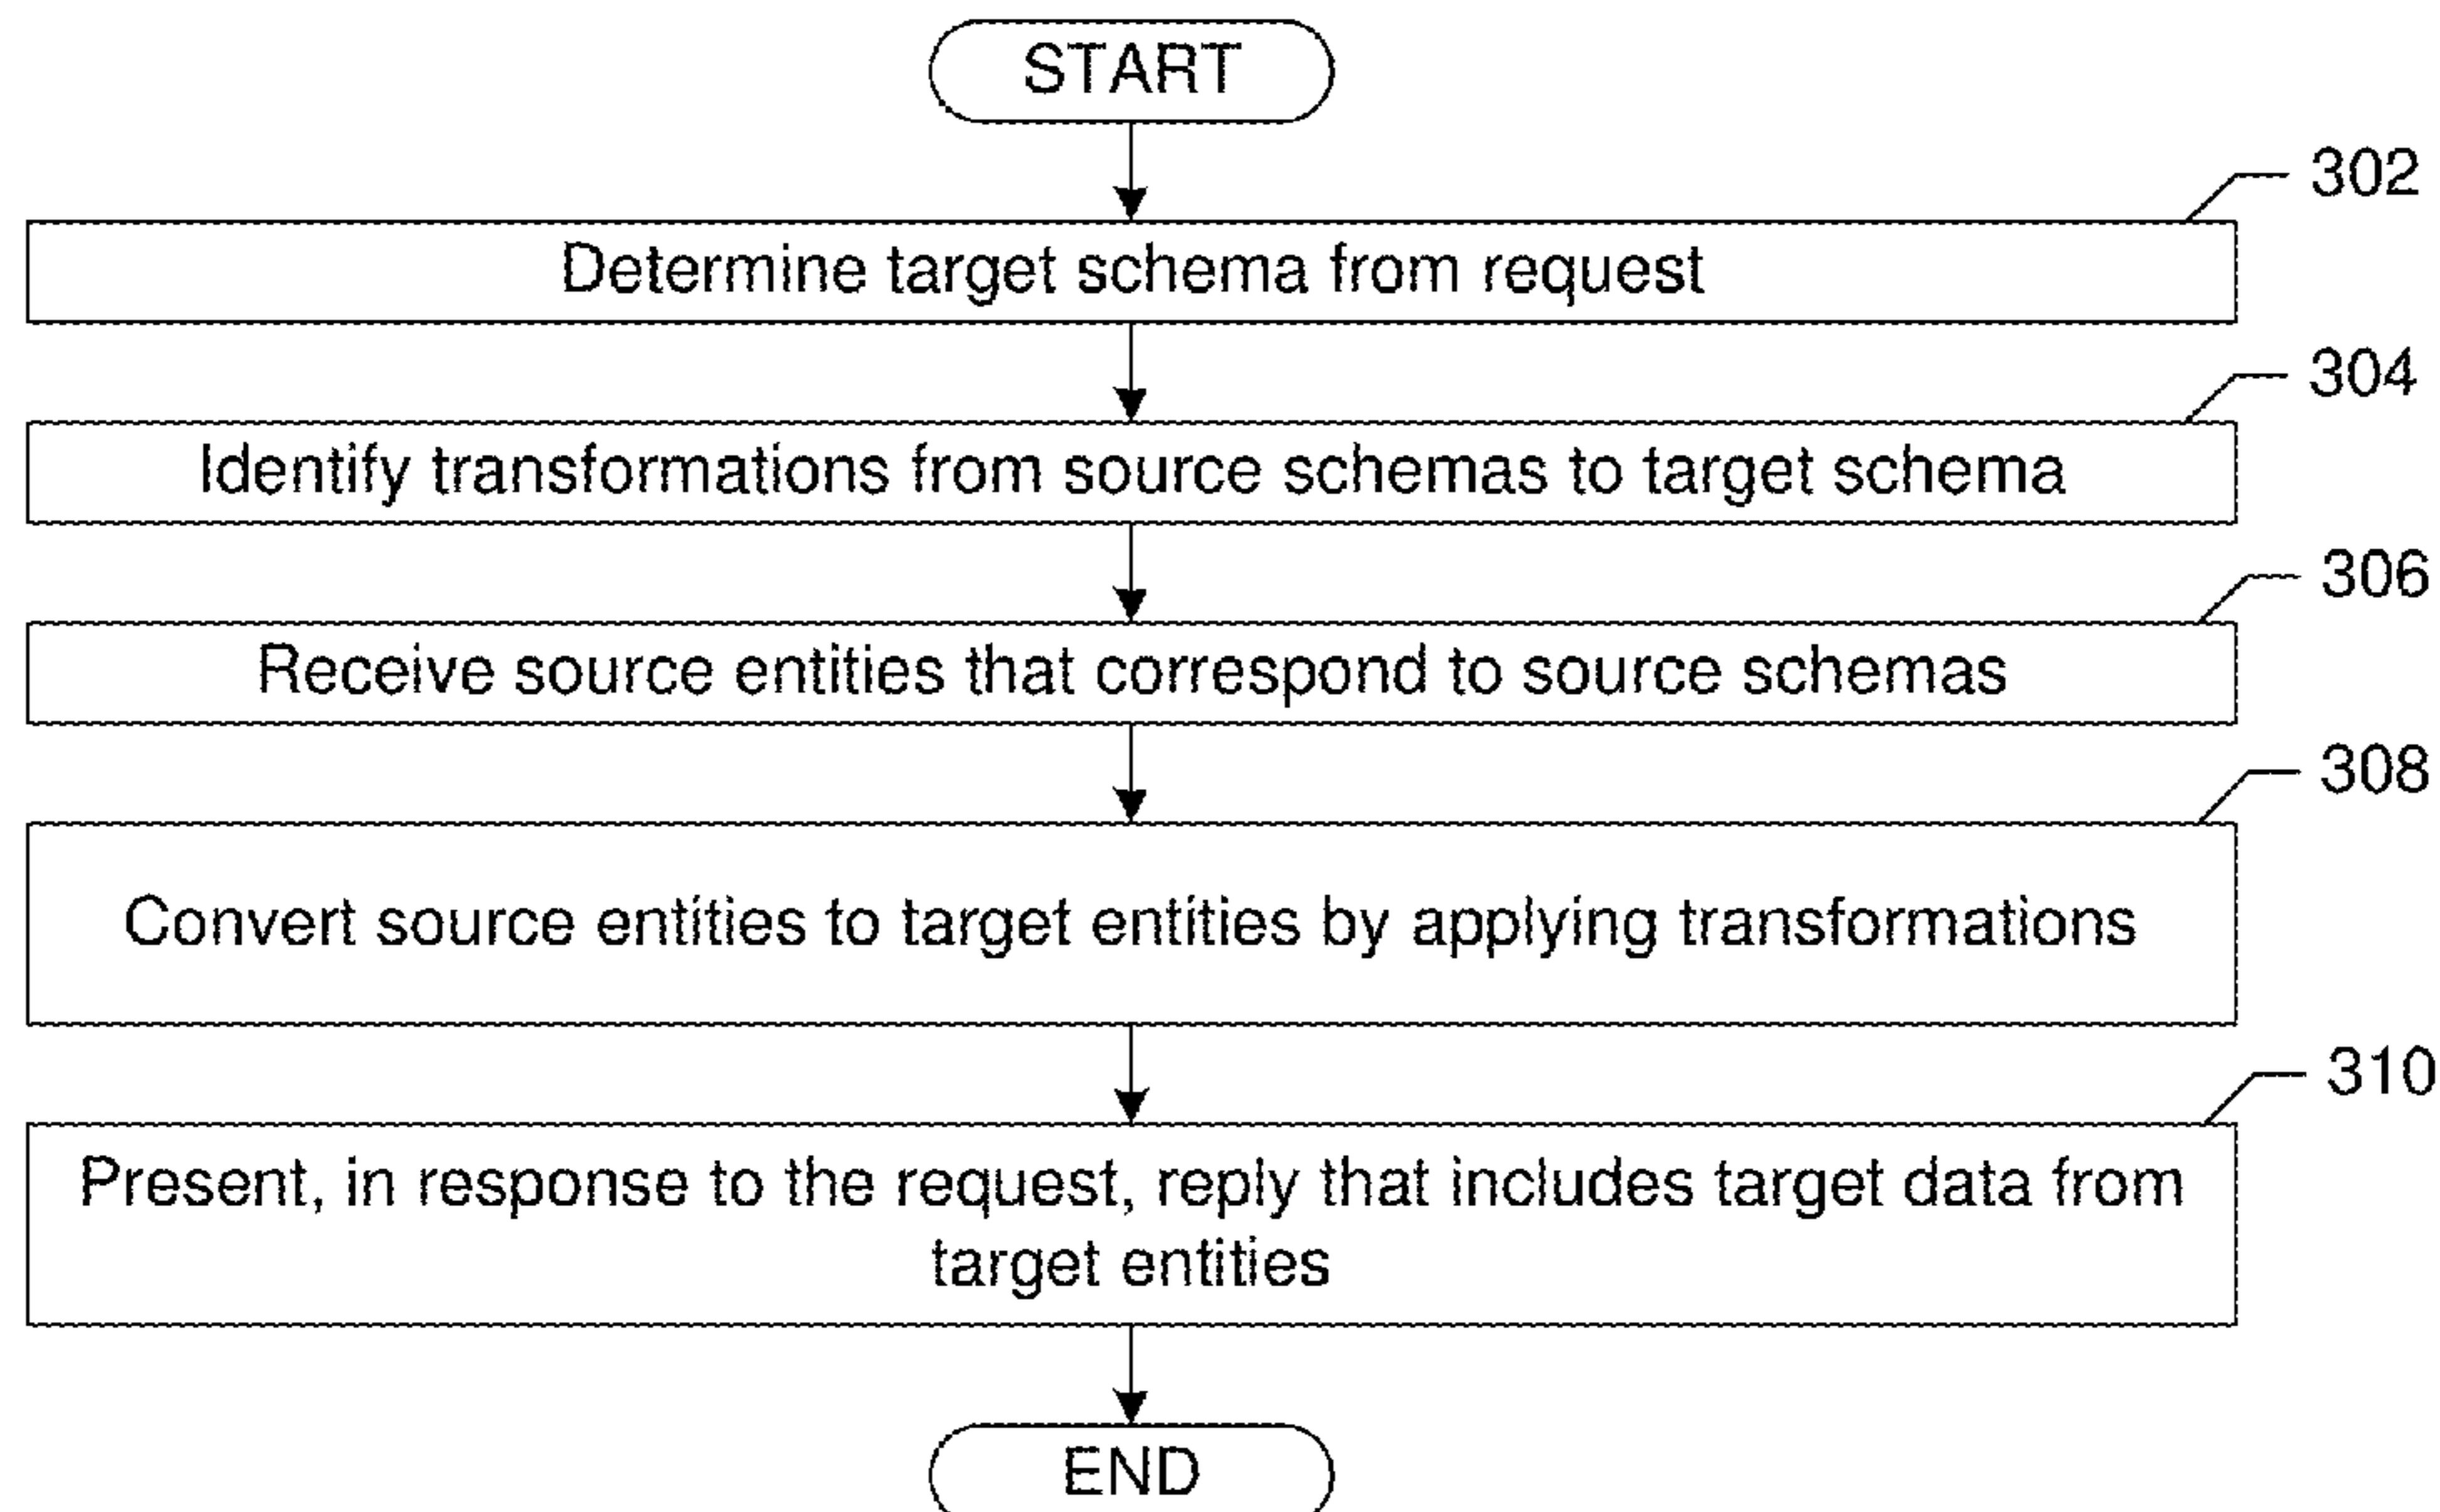 START
302
Determine target schema from request
304
Identify transformations from source schemas to target schema
306
Receive source entities that correspond to source schemas
308
Convert source entities to target entities by applying transformations
310
Present, in response to the request, reply that includes target data from
target entities
END